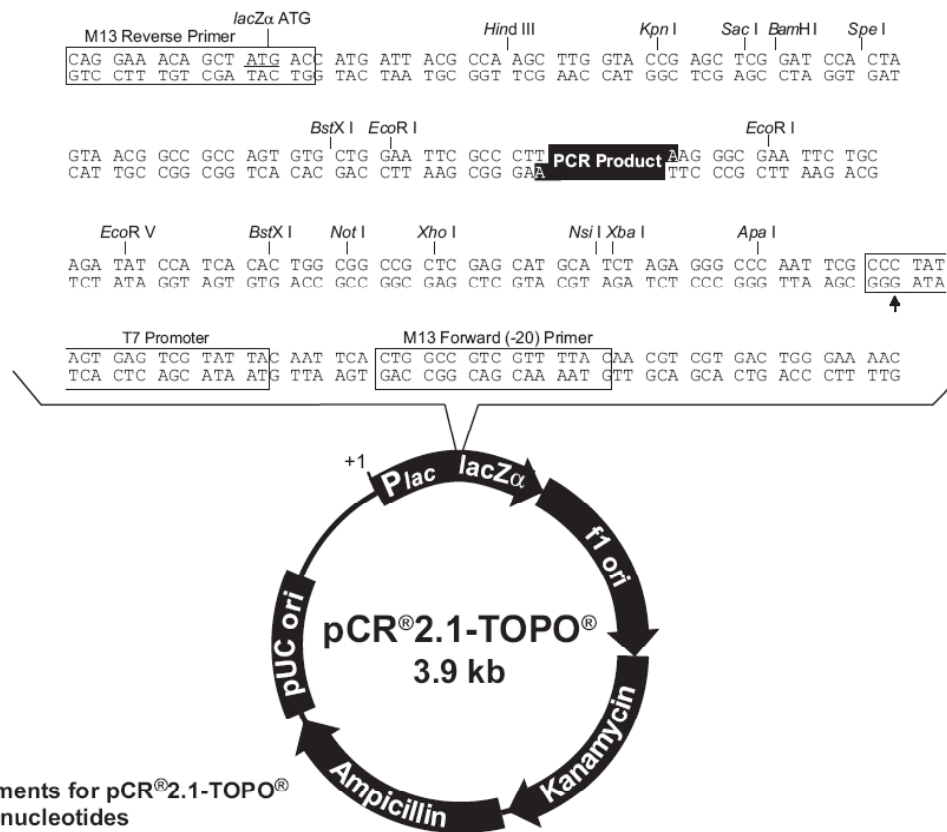 lacZα ATG
M13 Reverse Primer
Hind III Kpn I Sac I BamH I Spe I
CAG GAA ACA GCT ATG ACC ATG ATT ACG CCA AGC TTG GTA CCG AGC TCG GAT CCA CTA
GTC CTT TGT CGA TAC TGG TAC TAA TGC GGT TCG AAC CAT GGC TCG AGC CTA GGT GAT
BstX I EcoR I EcoR I
GTA ACG GCC GCC AGT GTG CTG GAA TTC GCC CTT PCR Product AAG GGC GAA TTC TGC
CAT TGC CGG CGG TCA CAC GAC CTT AAG CGG GAA TTC CCG CTT AAG ACG
EcoR V BstX I Not I Xho I Nsi I Xba I Apa I
AGA TAT CCA TCA CAC TGG CGG CCG CTC GAG CAT GCA TCT AGA GGG CCC AAT TCG CCC TAT
TCT ATA GGT AGT GTG ACC GCC GGC GAG CTC GTA CGT AGA TCT CCC GGG TTA AGC GGG ATA
T7 Promoter M13 Forward (-20) Primer
AGT GAG TCG TAT TAC AAT TCA CTG GCC GTC GTT TTA CAA CGT CGT GAC TGG GAA AAC
TCA CTC AGC ATA ATG TTA AGT GAC CGG CAG CAA AAT GTT GCA GCA CTG ACC CTT TTG
+1
Plac lacZα
f1 ori
pUC ori
pCR®2.1-TOPO®
3.9 kb
Kanamycin
Ampicillin
ments for pCR®2.1-TOPO®
nucleotides